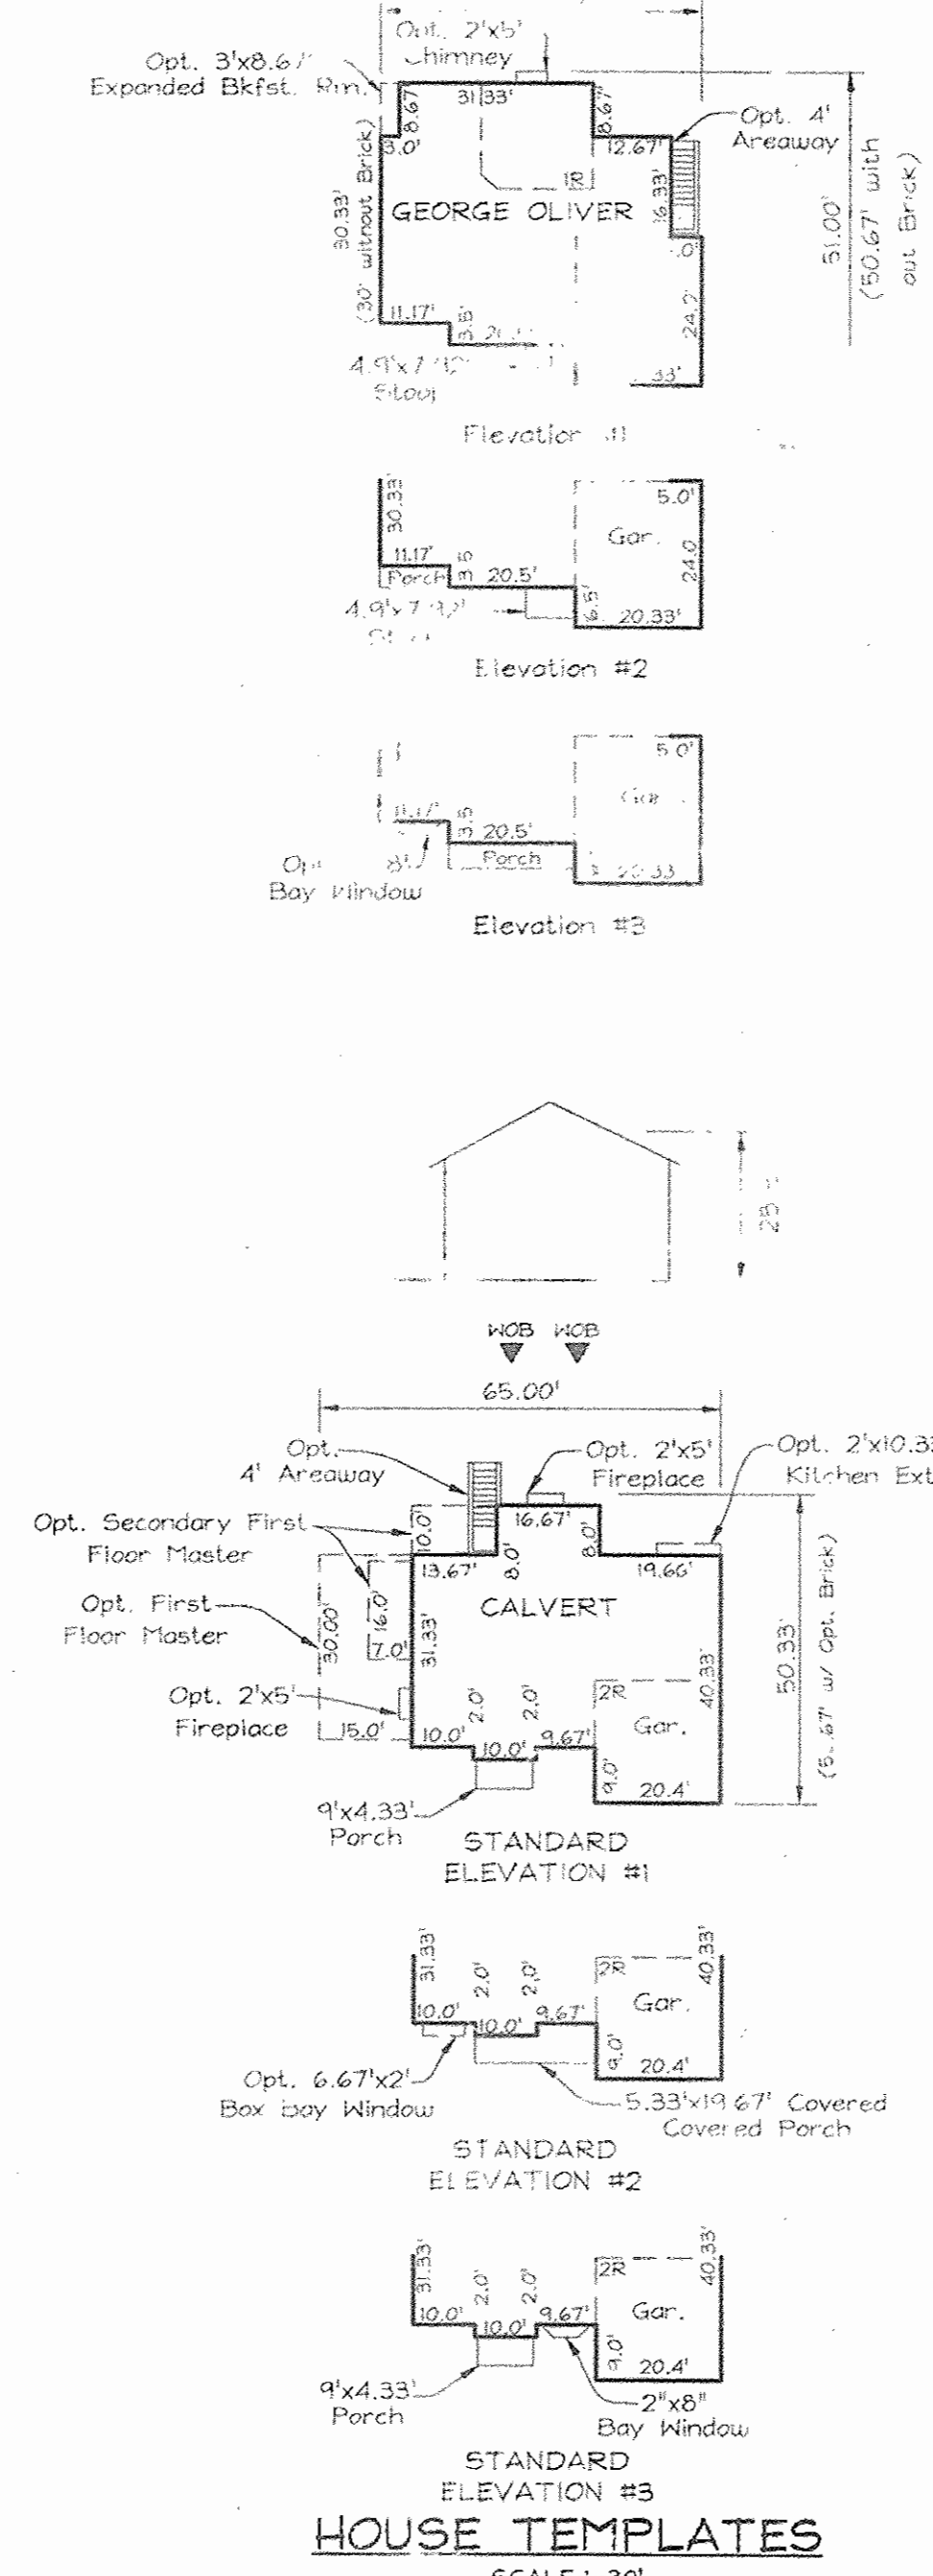 Opt. 2'x5'
Chimney
Opt.
Expanded Bkfst. Rm.
31.33'
8.67'
8.67'
3.0'
12.67'
Opt. 4'
Areaway
1R
16.33'
GEORGE OLIVER
30.33'
(30' without Brick)
51.00'
(50.67' with
out Brick)
11.17'
3.5
Elevation
30.33'
5.0'
Gar.
24.0
11.17'
Porch
3.5
20.5'
6.5'
20.33'
Elevation #2
5.0'
3.5
20.5'
Porch
Bay Window
Elevation #3
WOB WOB
65.00'
Opt.
4' Areaway
Opt. 2'x5'
Fireplace
Opt.
Kitchen
16.67'
10.0'
Opt. Secondary First
Floor Master
13.67'
8.0'
8.0'
19.66'
Opt. First
Floor Master
30.00'
16.0'
7.0'
31.33'
CALVERT
40.33'
50.33'
w/ Opt. Brick)
2R
Gar.
Opt. 2'x5'
Fireplace
15.0'
10.0'
2.0'
10.0'
2.0'
9.67'
9.0'
20.4'
9'x4.33'
Porch
STANDARD
ELEVATION #1
31.33'
2.0'
2.0'
2R
40.33'
Gar.
10.0'
10.0'
9.67'
9.0'
20.4'
Opt. 6.67'x2'
Box bay Window
5.33'x19.67' Covered
Covered Porch
STANDARD
ELEVATION #2
31.33'
2.0'
2.0'
2R
40.33'
Gar.
10.0'
10.0'
9.67'
9.0'
20.4'
9'x4.33'
Porch
2"x8"
Bay Window
STANDARD
ELEVATION #3
HOUSE TEMPLATES